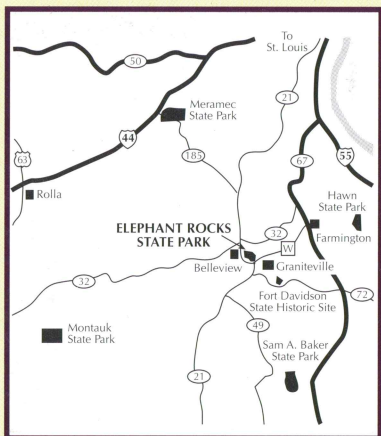 To
St. Louis
50
21
Meramec
State Park
44
55
63
185
67
Rolla
Hawn
State Park
ELEPHANT ROCKS
STATE PARK
32
Farmington
W
Belleview
Graniteville
32
Fort Davidson
State Historic Site
72
Montauk
State Park
49
Sam A. Baker
State Park
21